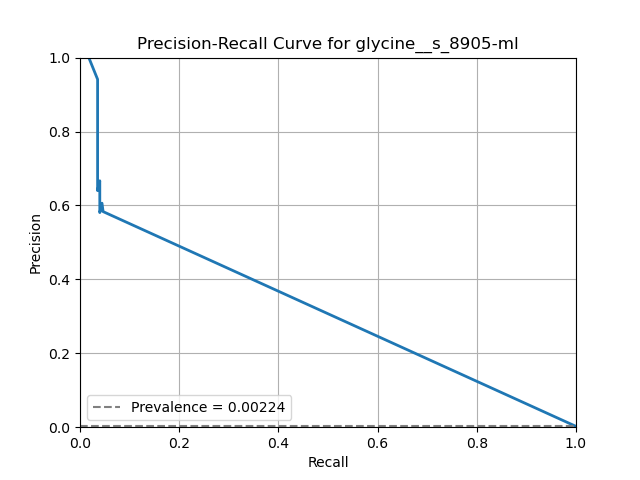 Precision-Recall Curve for glycine__s_8905-ml
1.0
0.8
0.6
0.4
0.2
0.0
Precision
Prevalence = 0.00224
0.0 0.2 0.4 0.6 0.8 1.0
Recall